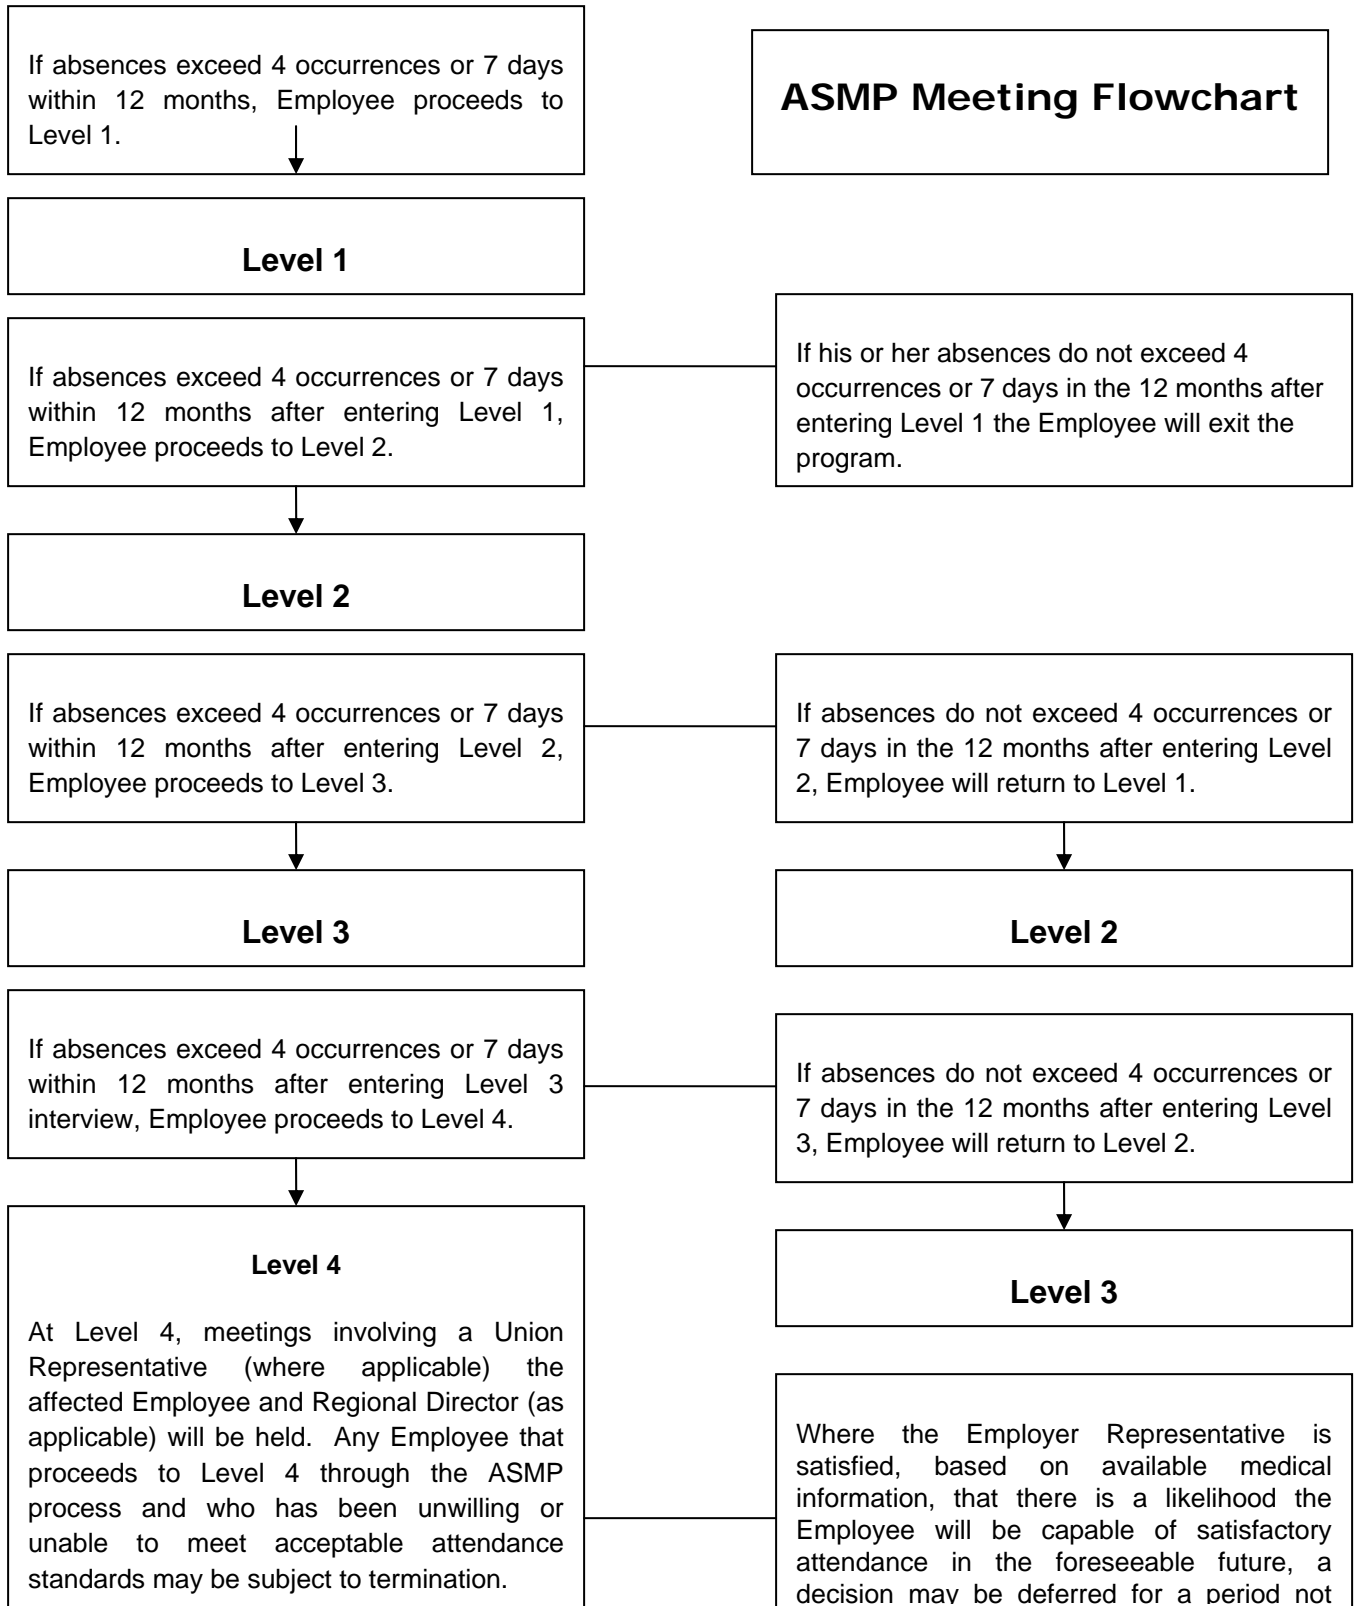 If absences exceed 4 occurrences or 7 days
within 12 months, Employee proceeds to
Level 1.
ASMP Meeting Flowchart
Level 1
If absences exceed 4 occurrences or 7 days
within 12 months after entering Level 1,
Employee proceeds to Level 2.
If his or her absences do not exceed 4
occurrences or 7 days in the 12 months after
entering Level 1 the Employee will exit the
program.
Level 2
If absences exceed 4 occurrences or 7 days
within 12 months after entering Level 2,
Employee proceeds to Level 3.
If absences do not exceed 4 occurrences or
7 days in the 12 months after entering Level
2, Employee will return to Level 1.
Level 3
Level 2
If absences exceed 4 occurrences or 7 days
within 12 months after entering Level 3
interview, Employee proceeds to Level 4.
If absences do not exceed 4 occurrences or
7 days in the 12 months after entering Level
3, Employee will return to Level 2.
Level 4
At Level 4, meetings involving a Union
Representative (where applicable) the
affected Employee and Regional Director (as
applicable) will be held. Any Employee that
proceeds to Level 4 through the ASMP
process and who has been unwilling or
unable to meet acceptable attendance
standards may be subject to termination.
Level 3
Where the Employer Representative is
satisfied, based on available medical
information, that there is a likelihood the
Employee will be capable of satisfactory
attendance in the foreseeable future, a
decision may be deferred for a period not